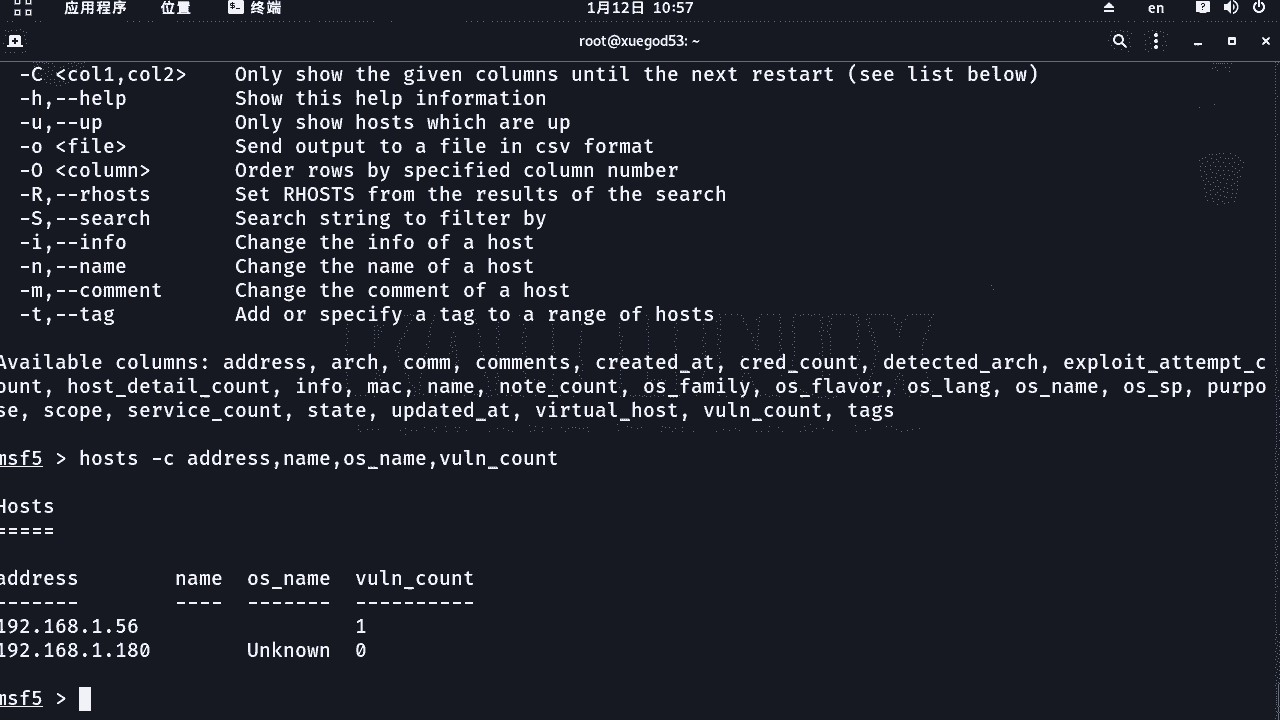 应用程序 位置 终端 1月12日 10:57 en
root@xuegod53: ~
-C <col1,col2> Only show the given columns until the next restart (see list below)
-h,--help Show this help information
-u,--up Only show hosts which are up
-o <file> Send output to a file in csv format
-O <column> Order rows by specified column number
-R,--rhosts Set RHOSTS from the results of the search
-S,--search Search string to filter by
-i,--info Change the info of a host
-n,--name Change the name of a host
-m,--comment Change the comment of a host
-t,--tag Add or specify a tag to a range of hosts
Available columns: address, arch, comm, comments, created_at, cred_count, detected_arch, exploit_attempt_c
ount, host_detail_count, info, mac, name, note_count, os_family, os_flavor, os_lang, os_name, os_sp, purpo
se, scope, service_count, state, updated_at, virtual_host, vuln_count, tags
msf5 > hosts -c address,name,os_name,vuln_count
Hosts
=====
address name os_name vuln_count
------- ---- ------- ----------
192.168.1.56 1
192.168.1.180 Unknown 0
msf5 >